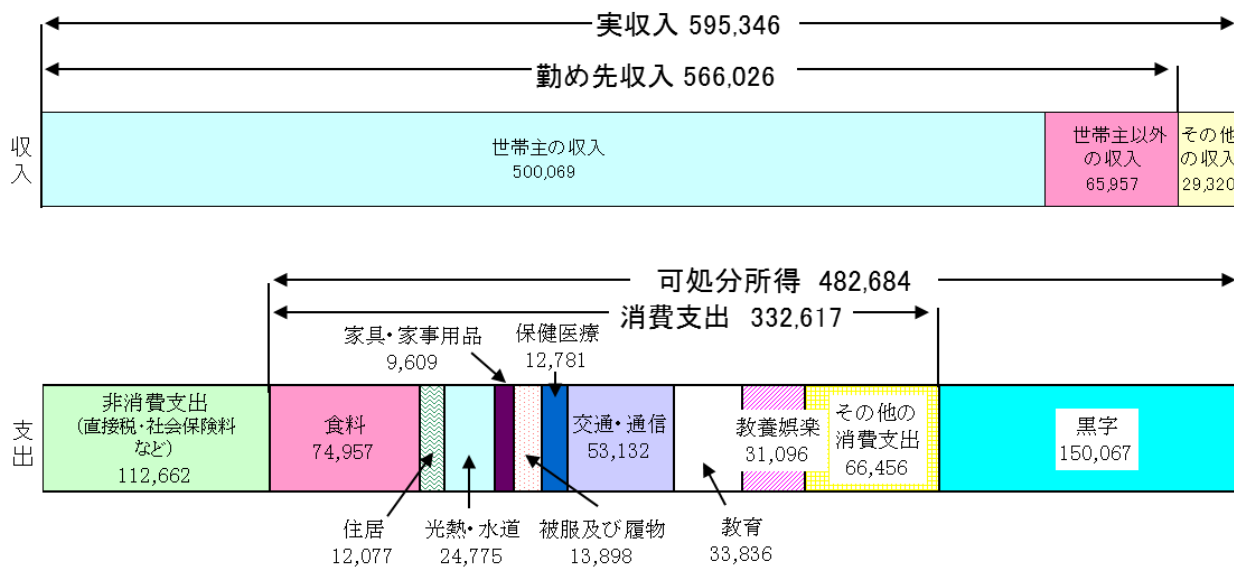 実収入 595,346
勤め先収入 566,026
収入
世帯主の収入
500,069
世帯主以外
の収入
65,957
その他
の収入
29,320
可処分所得 482,684
消費支出 332,617
家具・家事用品
9,609
保健医療
12,781
支出
非消費支出
(直接税・社会保険料
など)
112,662
食料
74,957
交通・通信
53,132
教養娯楽
31,096
その他の
消費支出
66,456
黒字
150,067
住居
12,077
光熱・水道
24,775
被服及び履物
13,898
教育
33,836